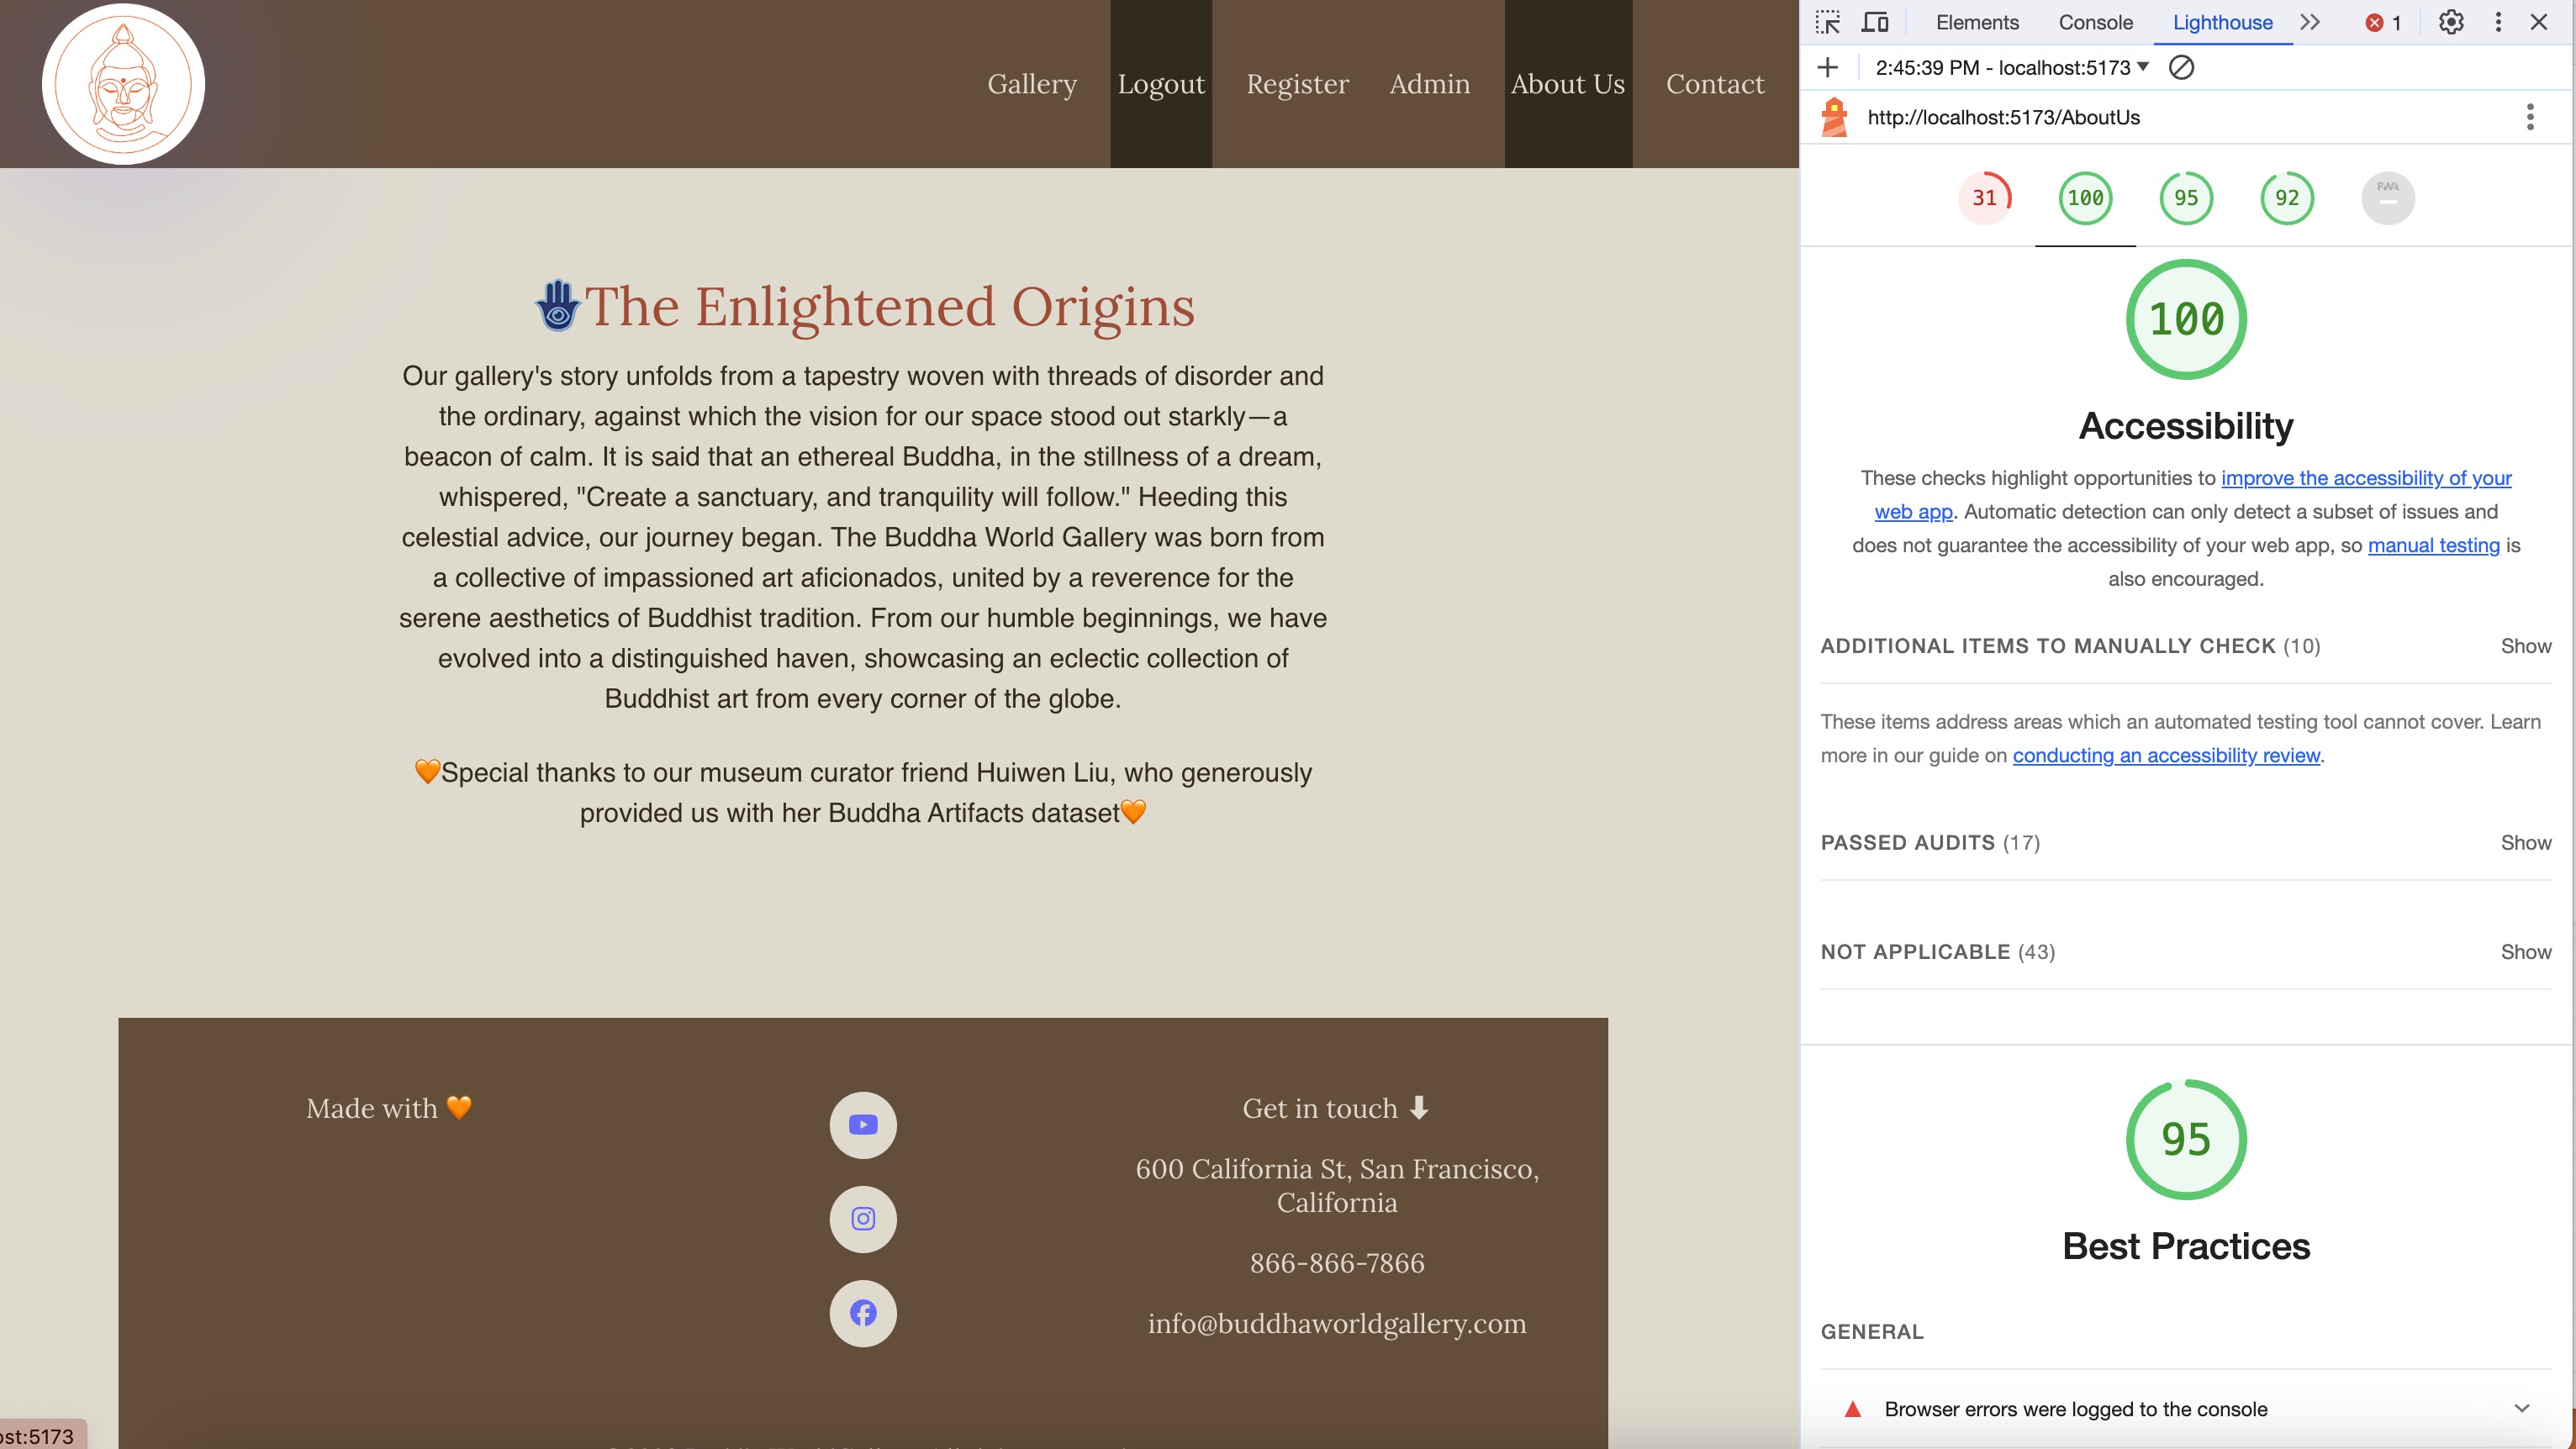 Gallery Logout Register Admin About Us Contact
🪬The Enlightened Origins
Our gallery's story unfolds from a tapestry woven with threads of disorder and
the ordinary, against which the vision for our space stood out starkly—a
beacon of calm. It is said that an ethereal Buddha, in the stillness of a dream,
whispered, "Create a sanctuary, and tranquility will follow." Heeding this
celestial advice, our journey began. The Buddha World Gallery was born from
a collective of impassioned art aficionados, united by a reverence for the
serene aesthetics of Buddhist tradition. From our humble beginnings, we have
evolved into a distinguished haven, showcasing an eclectic collection of
Buddhist art from every corner of the globe.
🧡Special thanks to our museum curator friend Huiwen Liu, who generously
provided us with her Buddha Artifacts dataset🧡
Made with 🧡
Get in touch ⬇
600 California St, San Francisco,
California
866-866-7866
info@buddhaworldgallery.com
ost:5173
Elements Console Lighthouse 1
2:45:39 PM - localhost:5173
http://localhost:5173/AboutUs
31 100 95 92 PWA
100
Accessibility
These checks highlight opportunities to improve the accessibility of your
web app. Automatic detection can only detect a subset of issues and
does not guarantee the accessibility of your web app, so manual testing is
also encouraged.
ADDITIONAL ITEMS TO MANUALLY CHECK (10) Show
These items address areas which an automated testing tool cannot cover. Learn
more in our guide on conducting an accessibility review.
PASSED AUDITS (17) Show
NOT APPLICABLE (43) Show
95
Best Practices
GENERAL
Browser errors were logged to the console